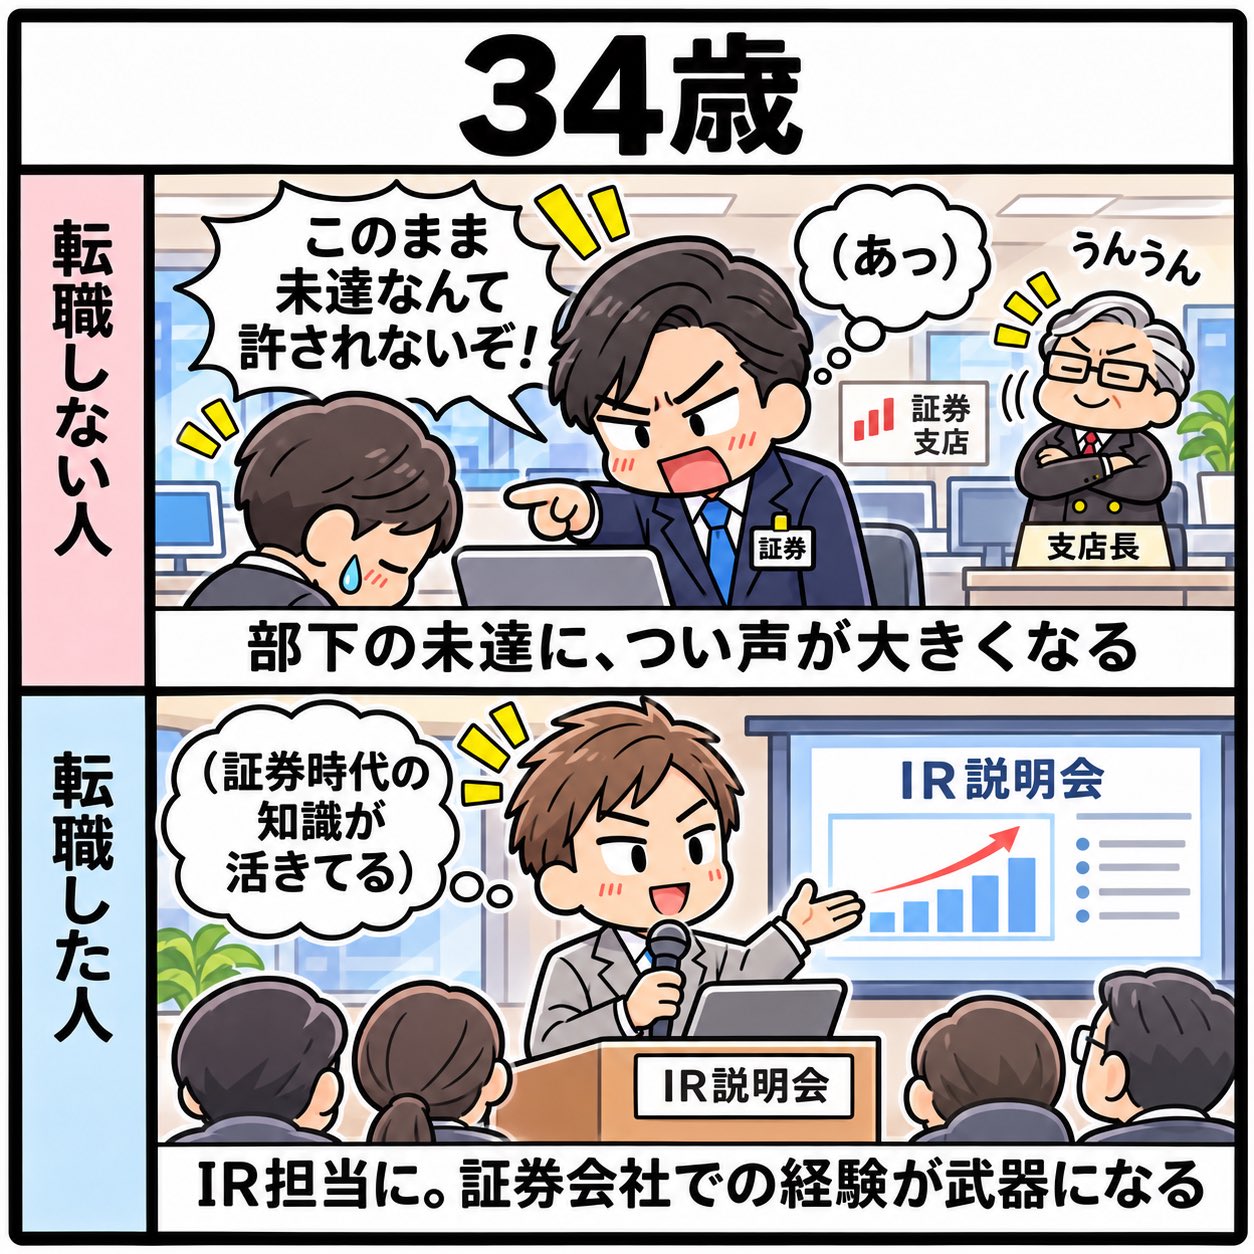 34歳
転職しない人
このまま
未達なんて
許されないぞ!
(あっ)
うんうん
証券
支店
証券
支店長
部下の未達に、つい声が大きくなる
転職した人
(証券時代の
知識が
活きてる)
IR説明会
IR説明会
IR担当に。証券会社での経験が武器になる